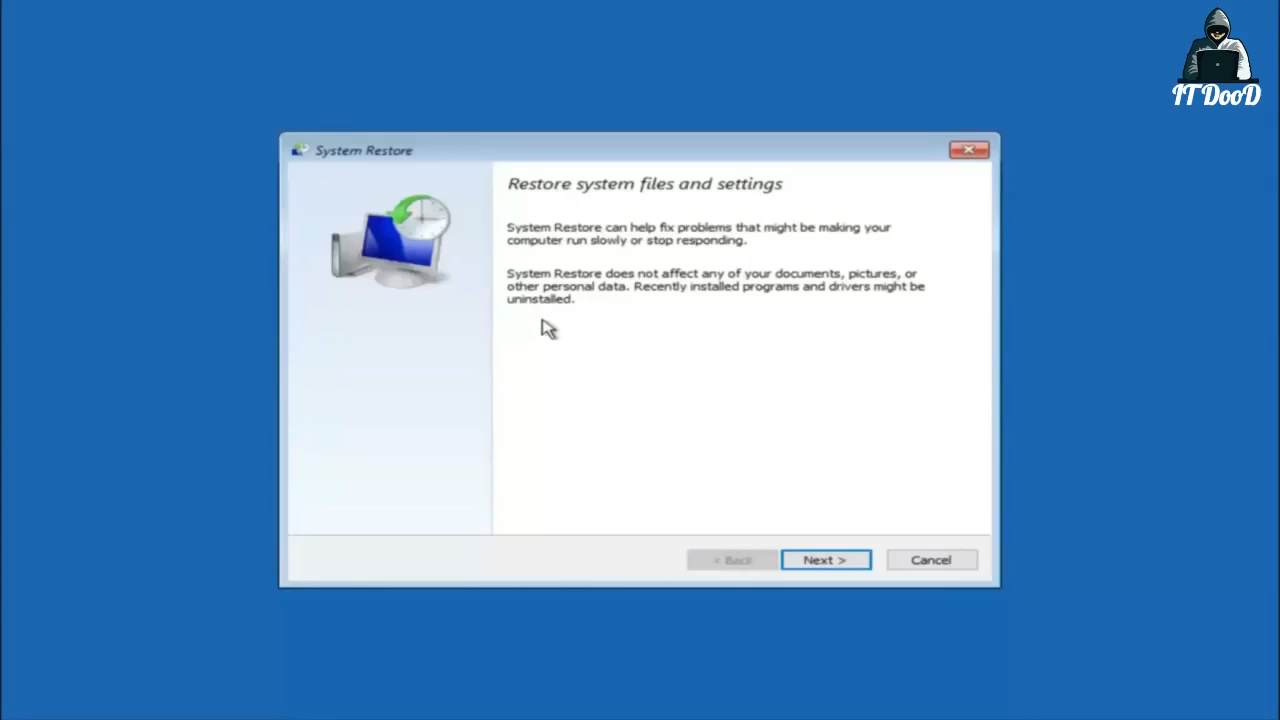 IT DooD
System Restore
Restore system files and settings
System Restore can help fix problems that might be making your
computer run slowly or stop responding.
System Restore does not affect any of your documents, pictures, or
other personal data. Recently installed programs and drivers might be
uninstalled.
< Back
Next >
Cancel